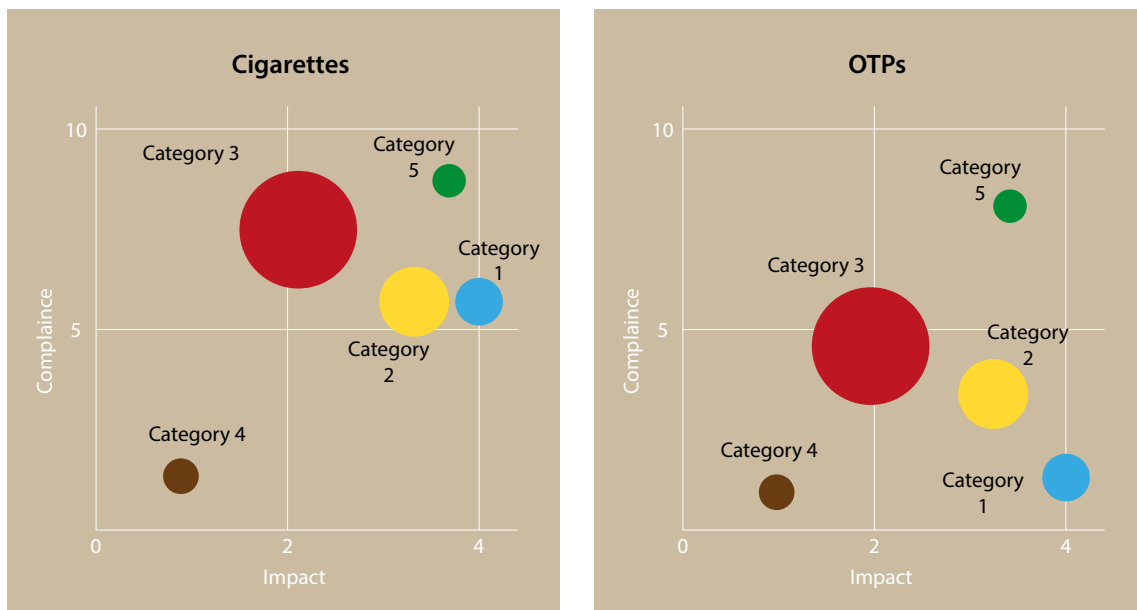 Cigarettes
10
Category 3
Category
5
Category
1
Complaince
5
Category
2
Category 4
0
2
4
Impact
OTPs
10
Category
5
Category 3
Complaince
5
Category
2
Category 4
Category
1
0
2
4
Impact